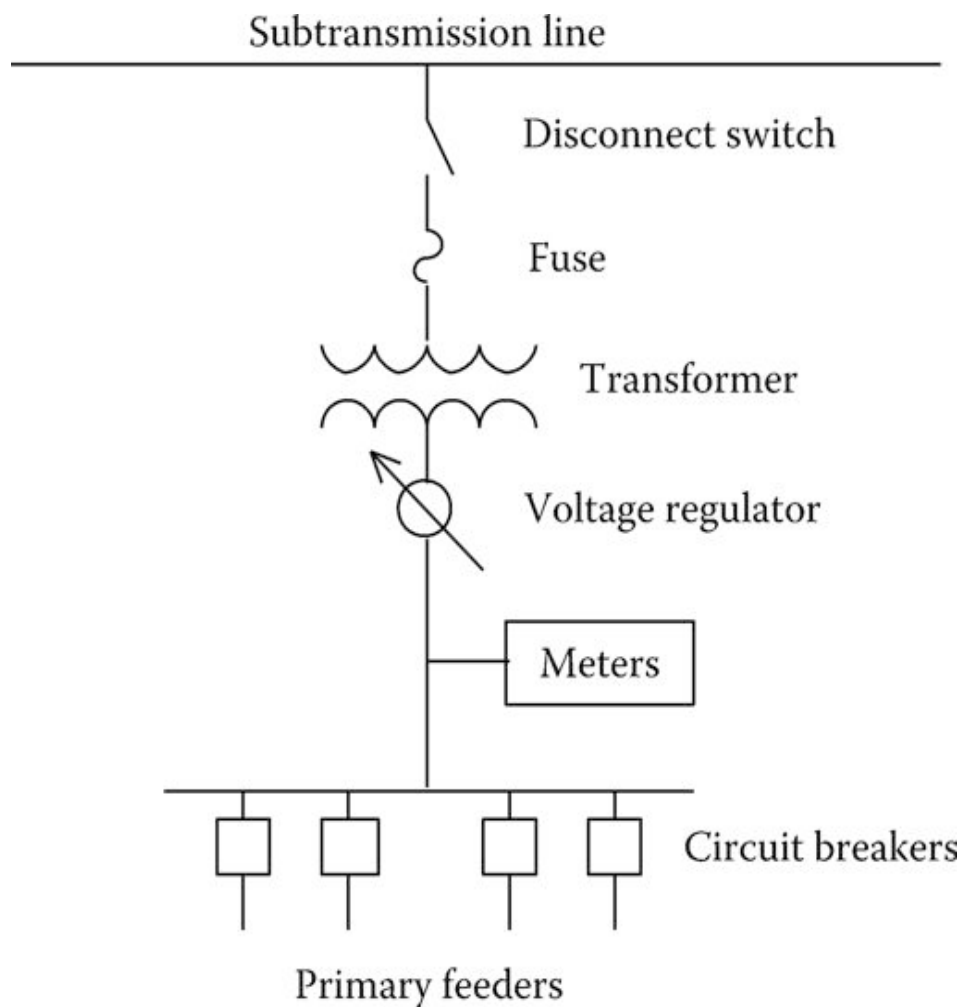 Subtransmission line
Disconnect switch
Fuse
Transformer
Voltage regulator
Meters
Circuit breakers
Primary feeders